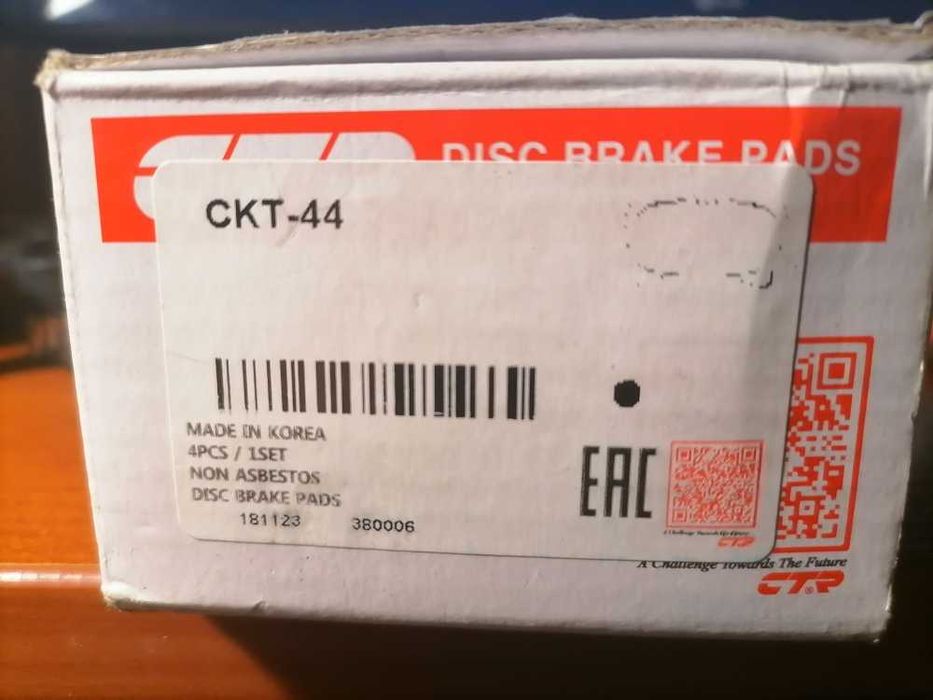 DISC BRAKE PADS
CKT-44
MADE IN KOREA
4PCS / 1SET
NON ASBESTOS
DISC BRAKE PADS
181123 380006
EAC
CTR
A Challenge Towards The Future
CTR®